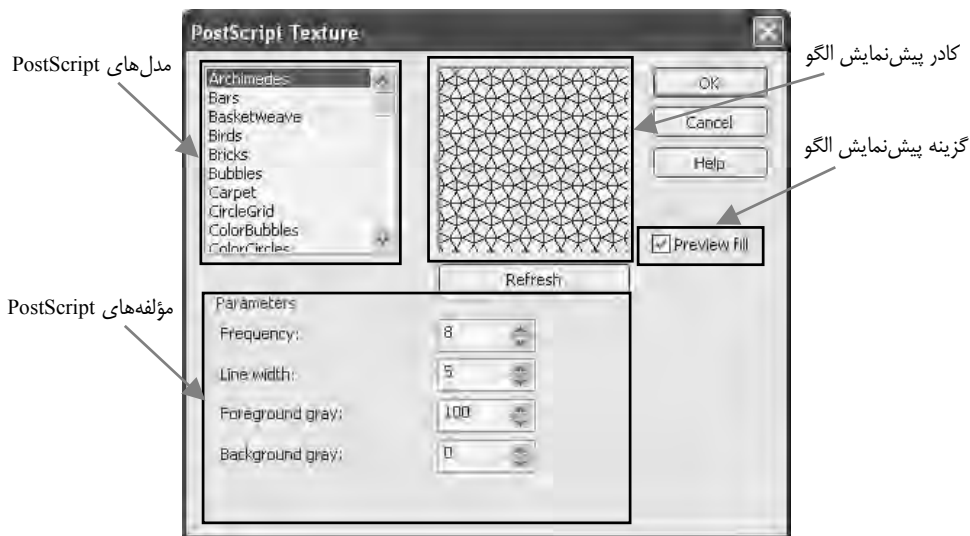 PostScript Texture
مدل‌های PostScript
Archimedes
Bars
BasketWeave
Birds
Bricks
Bubbles
Carpet
CircleGrid
ColorBubbles
ColorCircles
کادر پیش‌نمایش الگو
OK
Cancel
Help
گزینه پیش‌نمایش الگو
Preview fill
Refresh
مؤلفه‌های PostScript
Parameters
Frequency: 8
Line width: 5
Foreground gray: 100
Background gray: 0